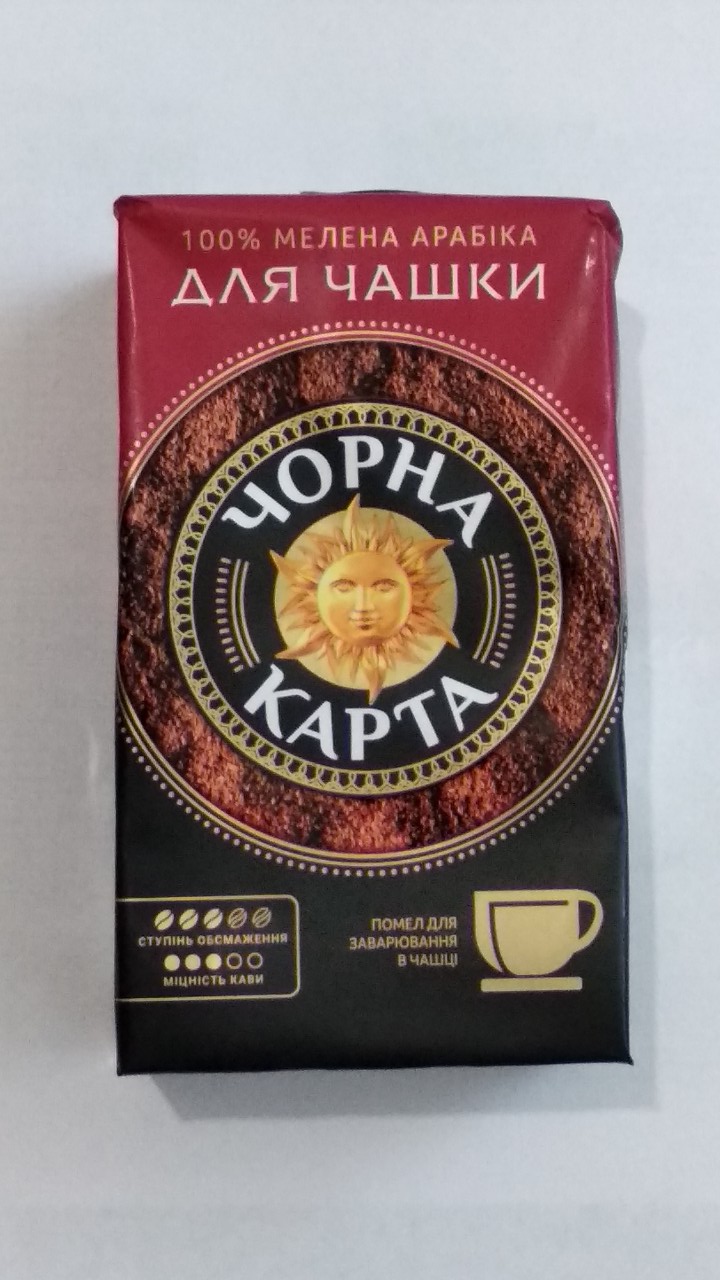 100% МЕЛЕНА АРАБІКА
ДЛЯ ЧАШКИ
ЧОРНА
КАРТА
СТУПІНЬ ОБСМАЖЕННЯ
МІЦНІСТЬ КАВИ
ПОМЕЛ ДЛЯ
ЗАВАРЮВАННЯ
В ЧАШЦІ